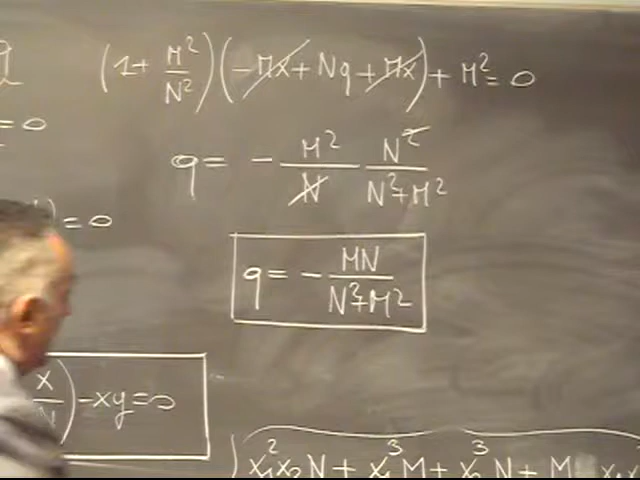 q (1+ M²/N²)(-Mx+Nq+Mx)+M²=0
=0
q= - M²/N N²/N²+M²
)=0
q= - MN/N²+M²
x/N)-xy=0
x₁²x₂N + x₁³M + x₂³N + M